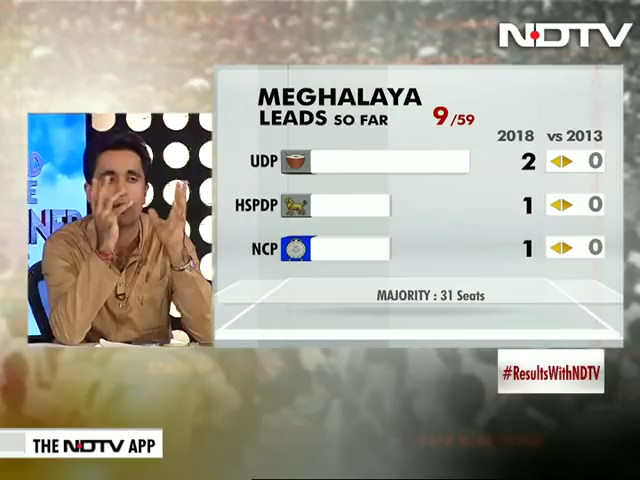 NDTV
MEGHALAYA
LEADS SO FAR 9/59
2018 vs 2013
UDP 2 0
HSPDP 1 0
NCP 1 0
MAJORITY : 31 Seats
#ResultsWithNDTV
THE NDTV APP